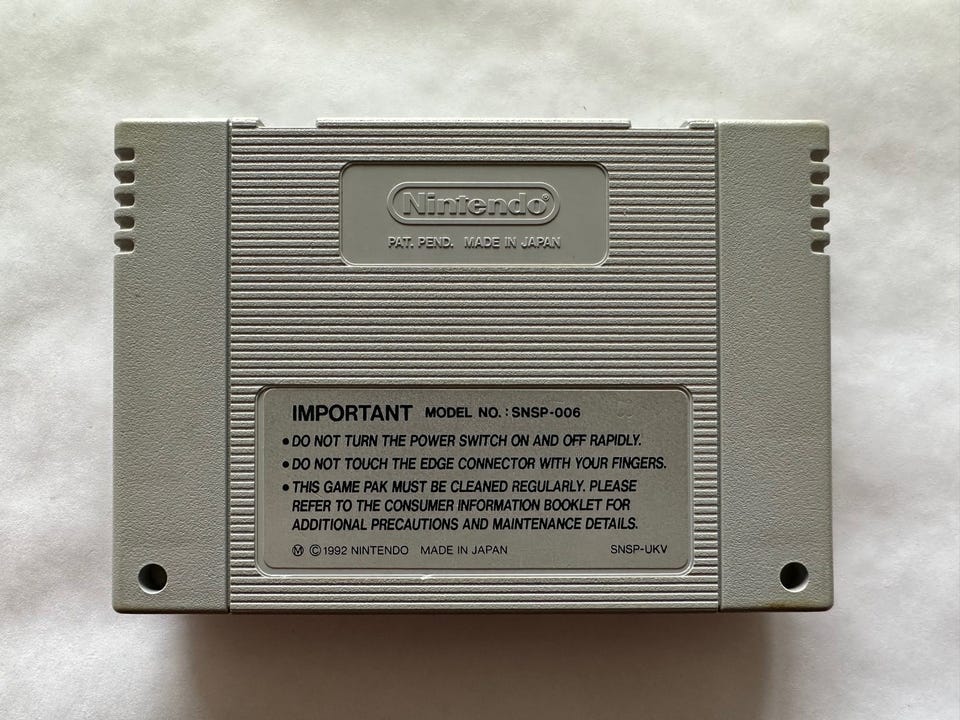 Nintendo®
PAT. PEND. MADE IN JAPAN
IMPORTANT MODEL NO. : SNSP-006
● DO NOT TURN THE POWER SWITCH ON AND OFF RAPIDLY.
● DO NOT TOUCH THE EDGE CONNECTOR WITH YOUR FINGERS.
● THIS GAME PAK MUST BE CLEANED REGULARLY. PLEASE
REFER TO THE CONSUMER INFORMATION BOOKLET FOR
ADDITIONAL PRECAUTIONS AND MAINTENANCE DETAILS.
Ⓜ ©1992 NINTENDO MADE IN JAPAN SNSP-UKV